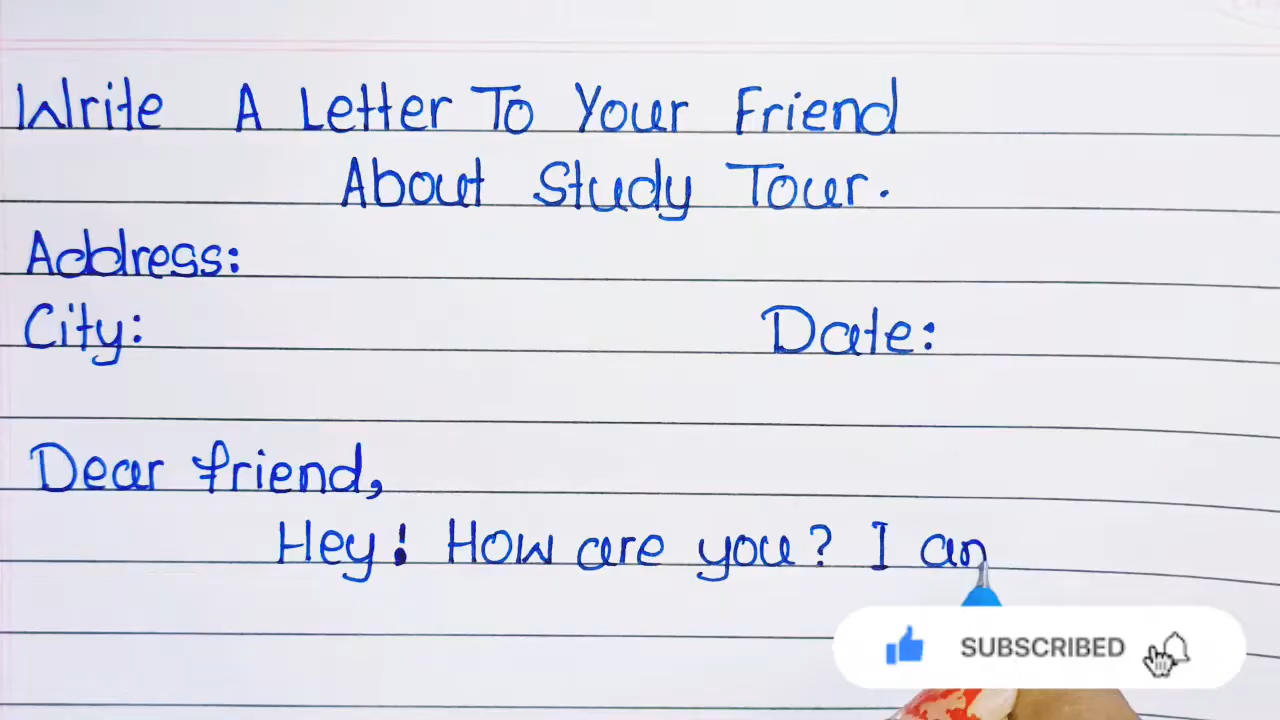 Write A Letter To Your Friend
About Study Tour.
Address:
City:
Date:
Dear friend,
Hey! How are you? I an
SUBSCRIBED